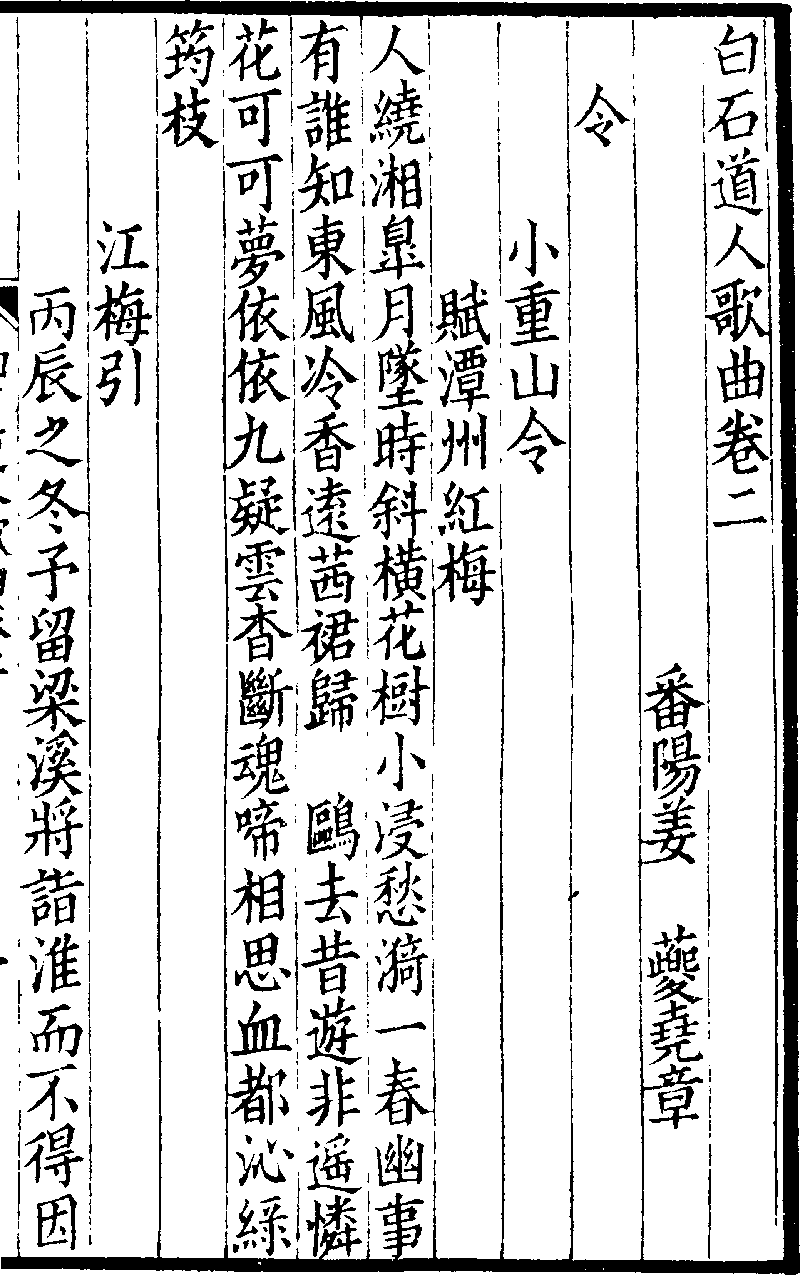 白石道人歌曲卷二
番陽姜　夔堯章
令
小重山令
賦潭州紅梅
人繞湘臯月墜時斜橫花樹小浸愁漪一春幽事
有誰知東風冷香遠茜裙歸　鷗去昔遊非遥憐
花可可夢依依九疑雲杳斷魂啼相思血都沁綠
筠枝
江梅引
丙辰之冬予留梁溪將詣淮而不得因